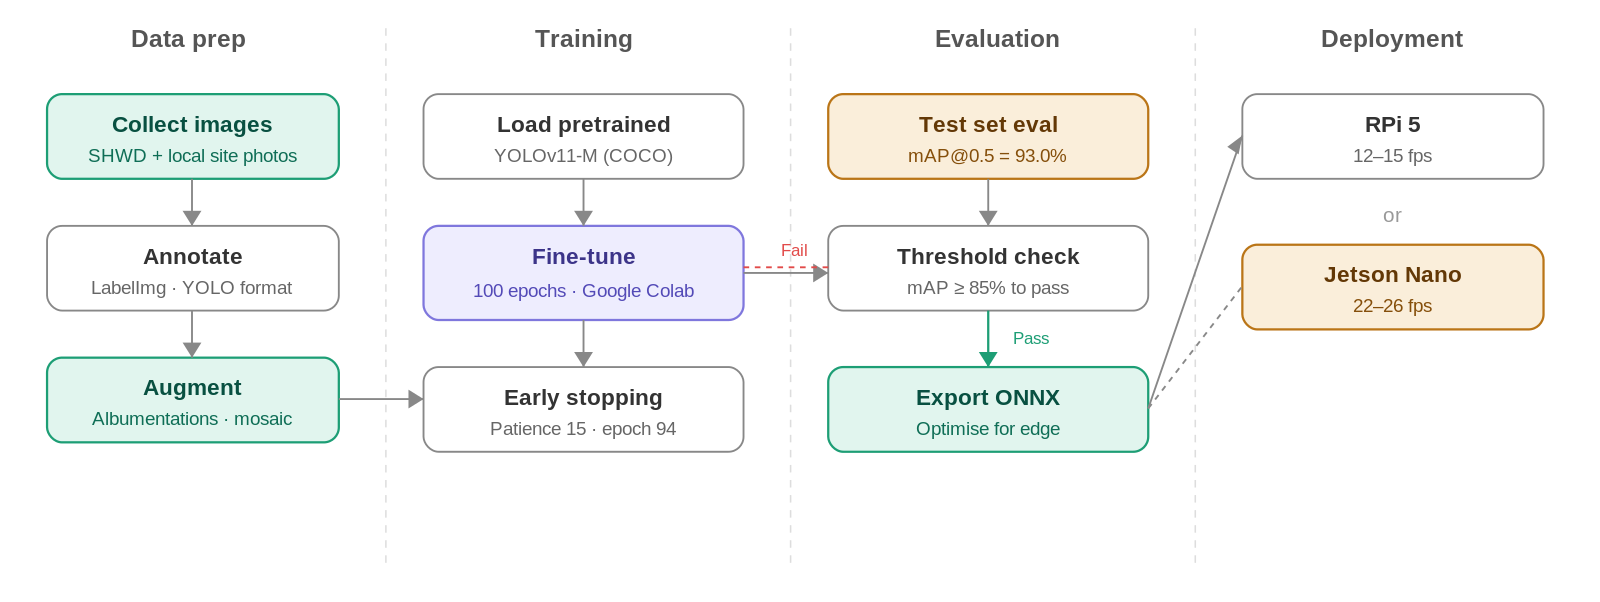 Data prep
Collect images
SHWD + local site photos
Annotate
LabelImg · YOLO format
Augment
Albumentations · mosaic
Training
Load pretrained
YOLOv11-M (COCO)
Fine-tune
100 epochs · Google Colab
Early stopping
Patience 15 · epoch 94
Fail
Evaluation
Test set eval
mAP@0.5 = 93.0%
Threshold check
mAP ≥ 85% to pass
Pass
Export ONNX
Optimise for edge
Deployment
RPi 5
12–15 fps
or
Jetson Nano
22–26 fps